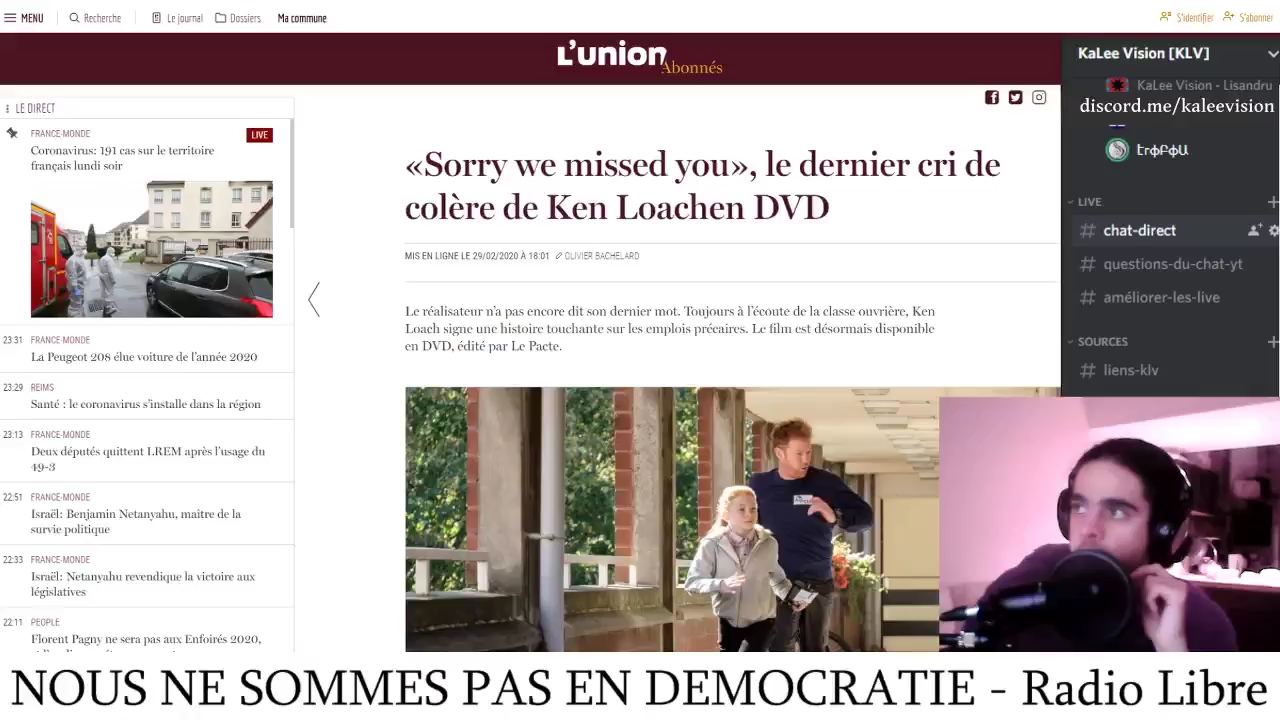 MENU
Recherche
Le journal
Dossiers
Ma commune
S'identifier
S'abonner
L'union
Abonnés
LE DIRECT
FRANCE-MONDE
LIVE
Coronavirus: 191 cas sur le territoire
français lundi soir
23:31 FRANCE-MONDE
La Peugeot 208 élue voiture de l'année 2020
23:29 REIMS
Santé : le coronavirus s'installe dans la région
23:13 FRANCE-MONDE
Deux députés quittent LREM après l'usage du
49-3
22:51 FRANCE-MONDE
Israël: Benjamin Netanyahu, maître de la
survie politique
22:33 FRANCE-MONDE
Israël: Netanyahu revendique la victoire aux
législatives
22:11 PEOPLE
Florent Pagny ne sera pas aux Enfoirés 2020,
«Sorry we missed you», le dernier cri de
colère de Ken Loachen DVD
MIS EN LIGNE LE 29/02/2020 À 18:01 OLIVIER BACHELARD
Le réalisateur n'a pas encore dit son dernier mot. Toujours à l'écoute de la classe ouvrière, Ken
Loach signe une histoire touchante sur les emplois précaires. Le film est désormais disponible
en DVD, édité par Le Pacte.
KaLee Vision [KLV]
KaLee Vision - Lisandru
discord.me/kaleevision
LIVE
# chat-direct
# questions-du-chat-yt
# améliorer-les-live
SOURCES
# liens-klv
NOUS NE SOMMES PAS EN DEMOCRATIE - Radio Libre